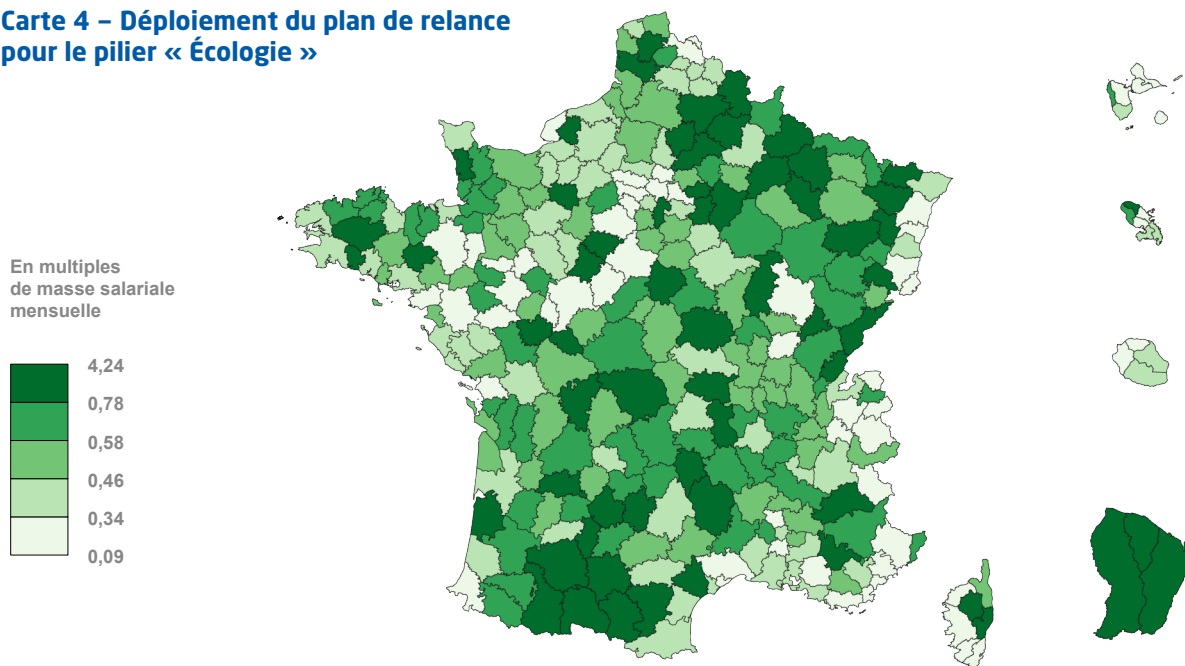 Carte 4 – Déploiement du plan de relance
pour le pilier « Écologie »
En multiples
de masse salariale
mensuelle
4,24
0,78
0,58
0,46
0,34
0,09